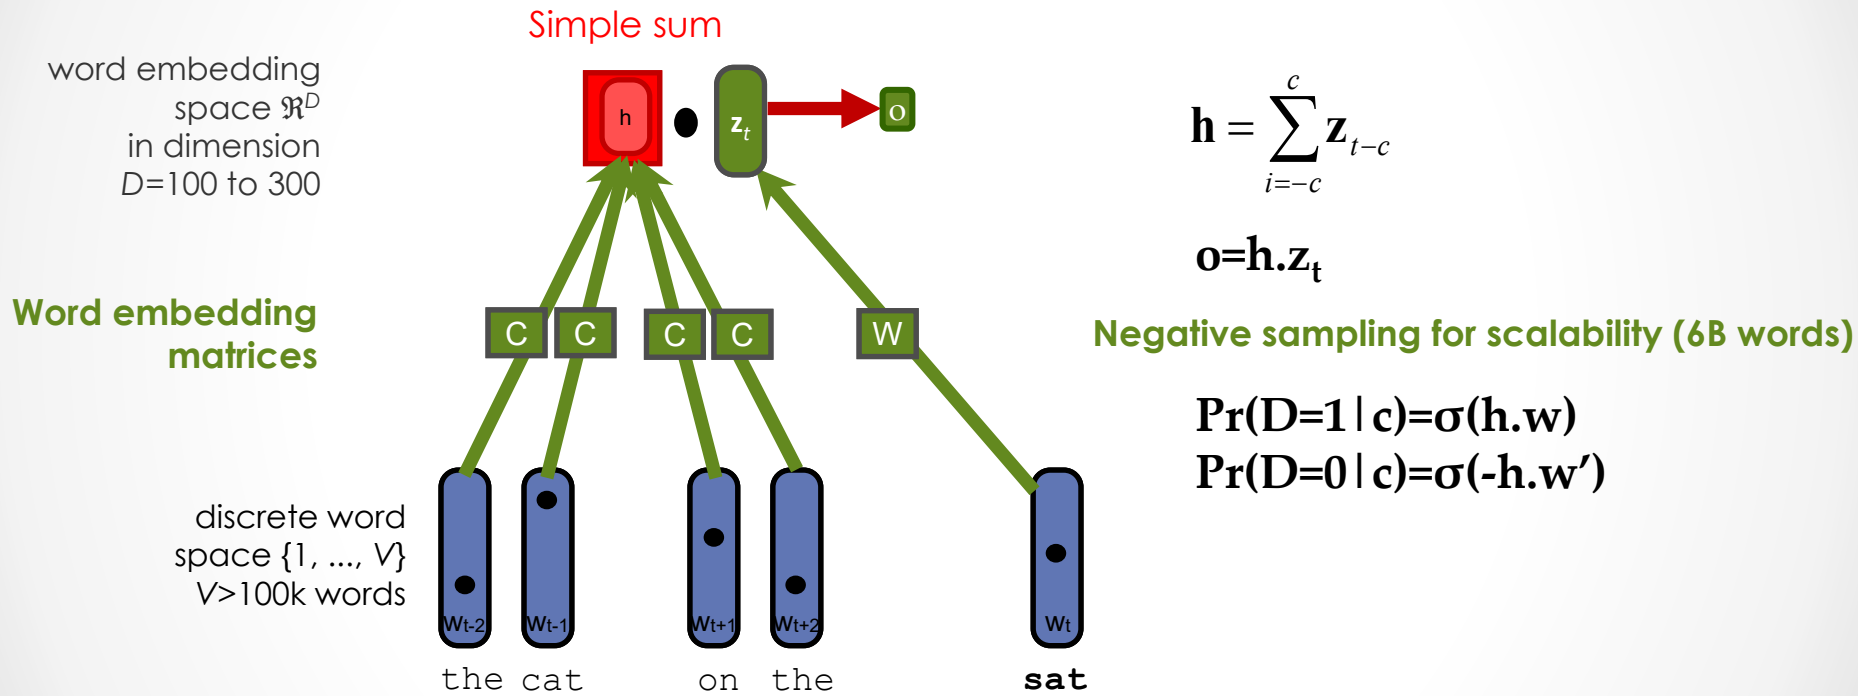 Simple sum
word embedding
space ℜ^D
in dimension
D=100 to 300
h
z_t
o
Word embedding
matrices
C C C C W
discrete word
space {1, ..., V}
V>100k words
Wt-2 Wt-1 Wt+1 Wt+2 Wt
the cat on the sat
h = \sum_{i=-c}^{c} z_{t-c}
o=h.z_t
Negative sampling for scalability (6B words)
Pr(D=1|c)=σ(h.w)
Pr(D=0|c)=σ(-h.w')